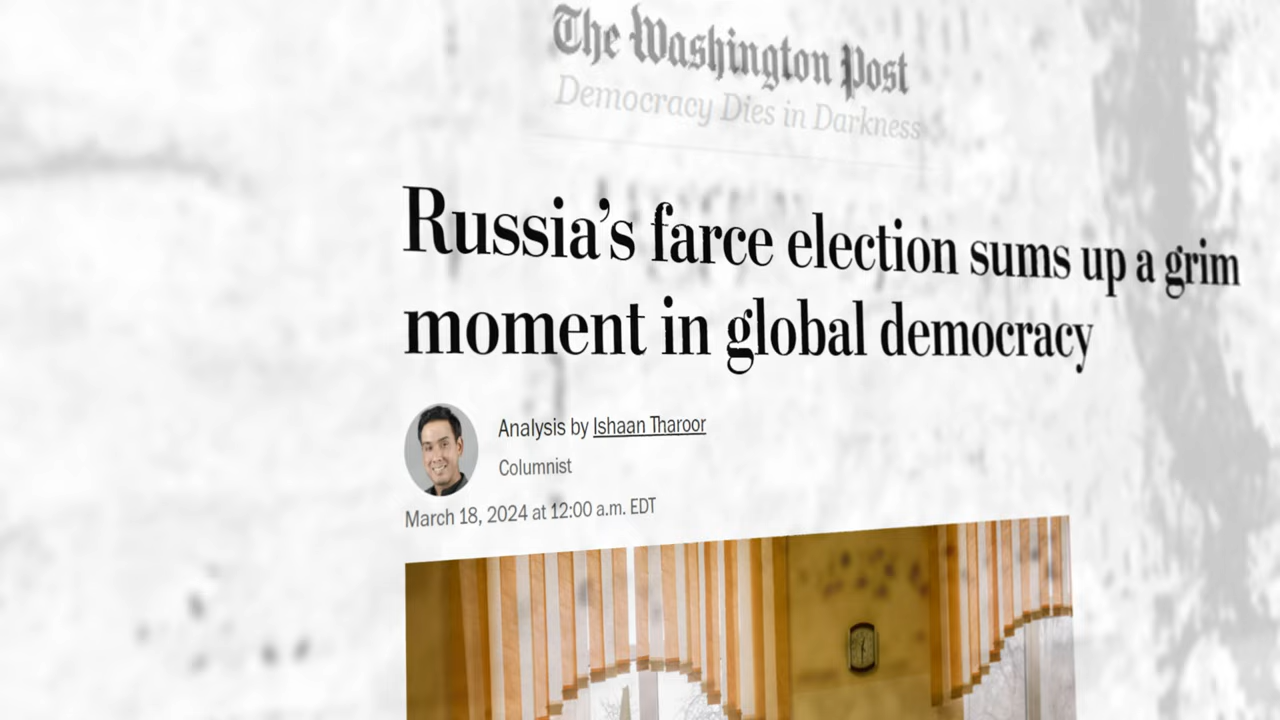 The Washington Post
Democracy Dies in Darkness
Russia’s farce election sums up a grim
moment in global democracy
Analysis by Ishaan Tharoor
Columnist
March 18, 2024 at 12:00 a.m. EDT